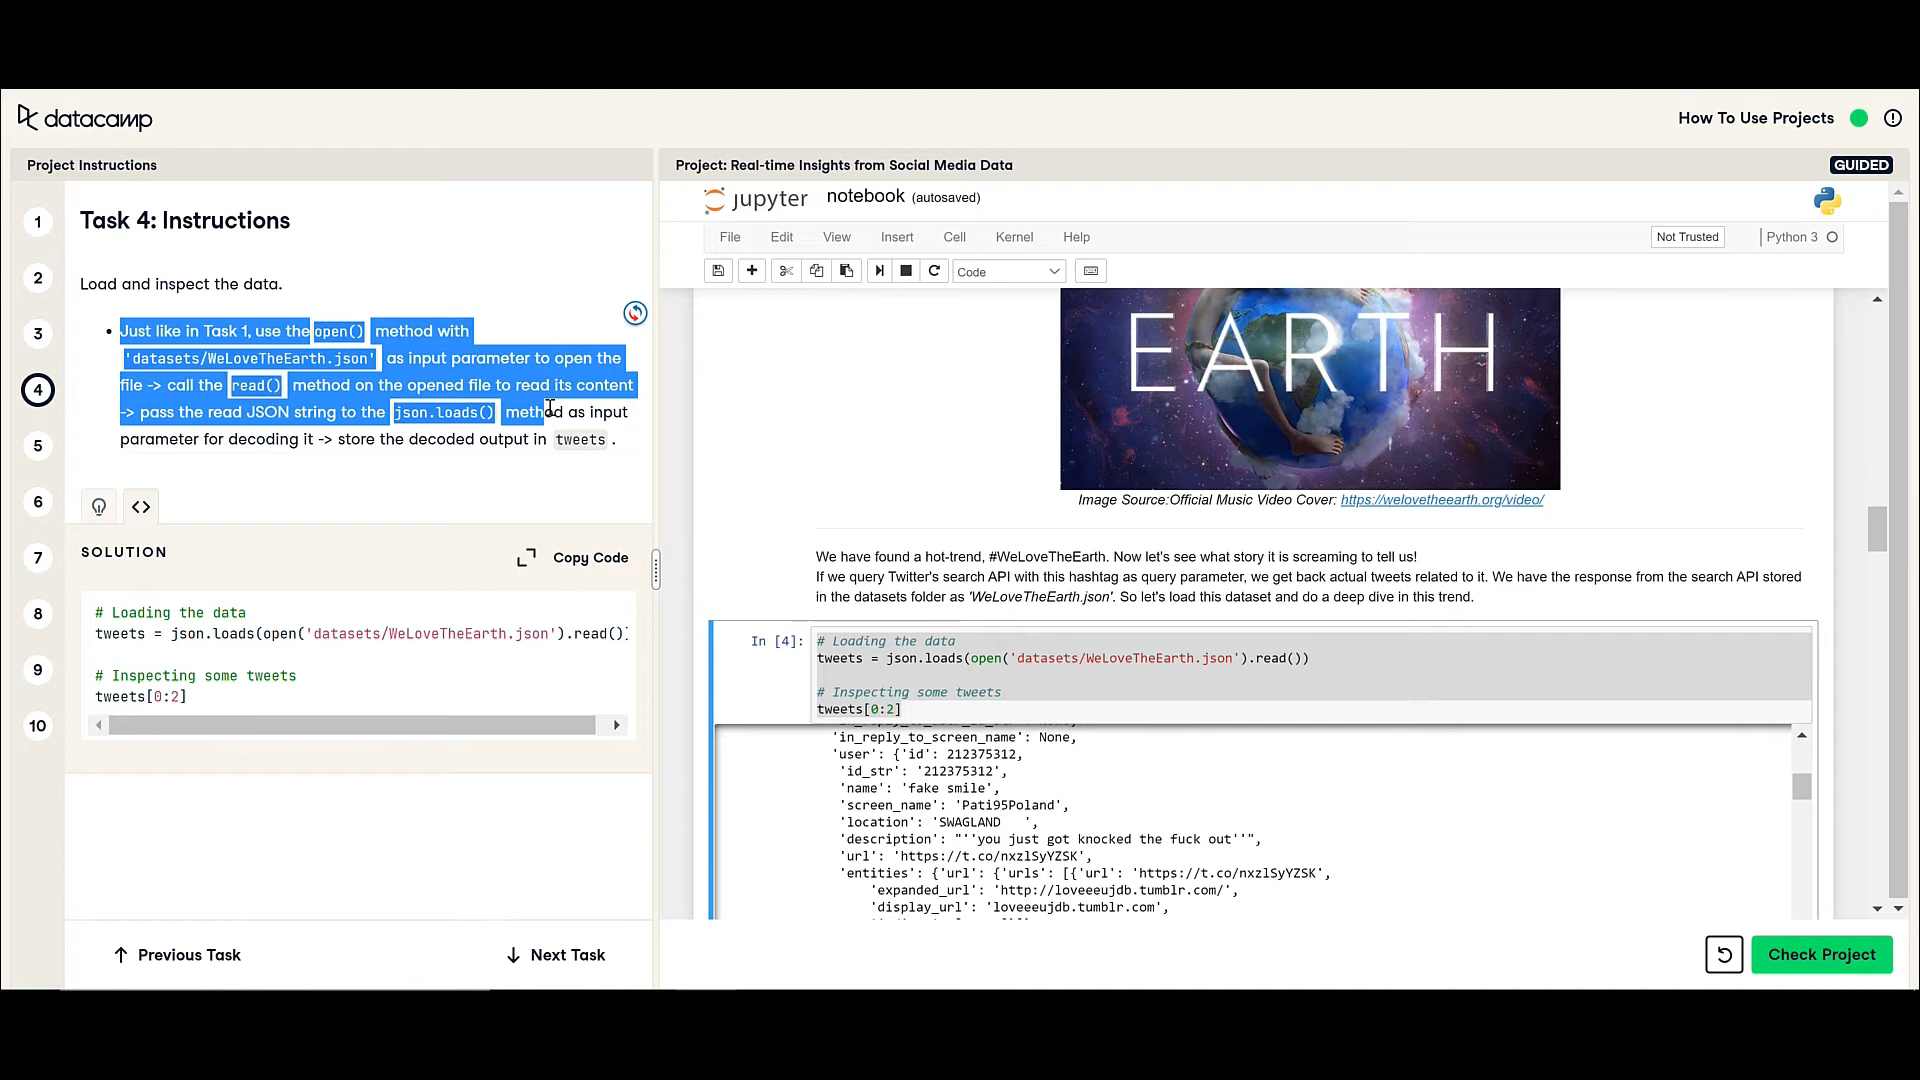 datacamp
How To Use Projects
Project Instructions
Project: Real-time Insights from Social Media Data
GUIDED
1
2
3
4
5
6
7
8
9
10
Task 4: Instructions
Load and inspect the data.
• Just like in Task 1, use the open() method with
'datasets/WeLoveTheEarth.json' as input parameter to open the
file -> call the read() method on the opened file to read its content
-> pass the read JSON string to the json.loads() method as input
parameter for decoding it -> store the decoded output in tweets .
<>
SOLUTION
Copy Code
# Loading the data
tweets = json.loads(open('datasets/WeLoveTheEarth.json').read())
# Inspecting some tweets
tweets[0:2]
Previous Task
Next Task
jupyter notebook (autosaved)
File Edit View Insert Cell Kernel Help
Not Trusted
Python 3
Code
EARTH
Image Source:Official Music Video Cover: https://welovetheearth.org/video/
We have found a hot-trend, #WeLoveTheEarth. Now let's see what story it is screaming to tell us!
If we query Twitter's search API with this hashtag as query parameter, we get back actual tweets related to it. We have the response from the search API stored
in the datasets folder as 'WeLoveTheEarth.json'. So let's load this dataset and do a deep dive in this trend.
In [4]:
# Loading the data
tweets = json.loads(open('datasets/WeLoveTheEarth.json').read())
# Inspecting some tweets
tweets[0:2]
'in_reply_to_screen_name': None,
'user': {'id': 212375312,
'id_str': '212375312',
'name': 'fake smile',
'screen_name': 'Pati95Poland',
'location': 'SWAGLAND ',
'description': "''you just got knocked the fuck out''",
'url': 'https://t.co/nxzlSyYZSK',
'entities': {'url': {'urls': [{'url': 'https://t.co/nxzlSyYZSK',
'expanded_url': 'http://loveeeujdb.tumblr.com/',
'display_url': 'loveeeujdb.tumblr.com',
Check Project